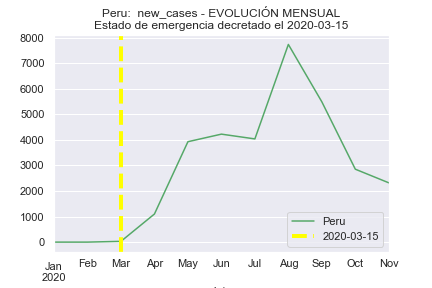 Peru:  new_cases - EVOLUCIÓN MENSUAL
Estado de emergencia decretado el 2020-03-15
8000
7000
6000
5000
4000
3000
2000
1000
0
Jan Feb Mar Apr May Jun Jul Aug Sep Oct Nov
2020
Peru
2020-03-15